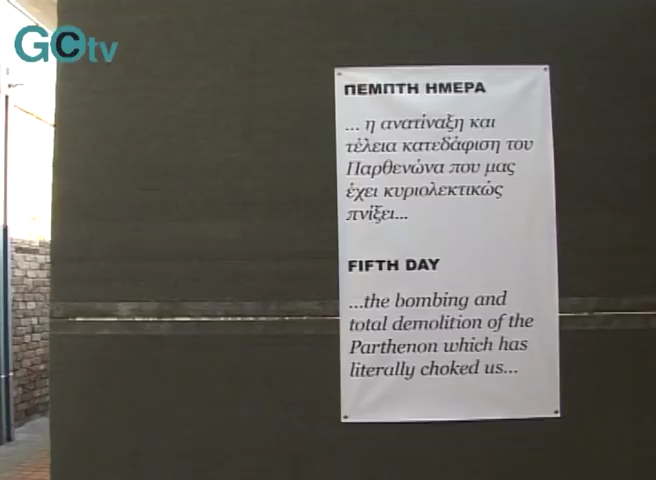 GCtv
ΠΕΜΠΤΗ ΗΜΕΡΑ
... η ανατίναξη και
τέλεια κατεδάφιση του
Παρθενώνα που μας
έχει κυριολεκτικώς
πνίξει...
FIFTH DAY
...the bombing and
total demolition of the
Parthenon which has
literally choked us...